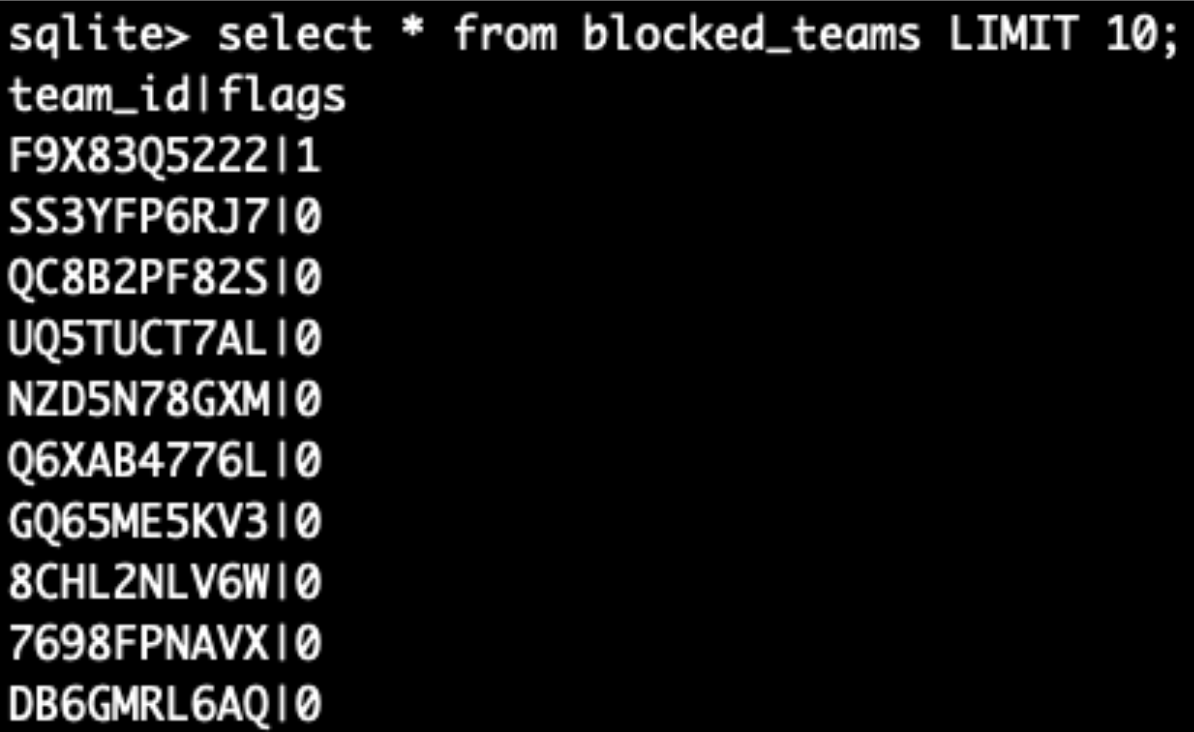 sqlite> select * from blocked_teams LIMIT 10;
team_id|flags
F9X83Q5222|1
SS3YFP6RJ7|0
QC8B2PF82S|0
UQ5TUCT7AL|0
NZD5N78GXM|0
Q6XAB4776L|0
GQ65ME5KV3|0
8CHL2NLV6W|0
7698FPNAVX|0
DB6GMRL6AQ|0